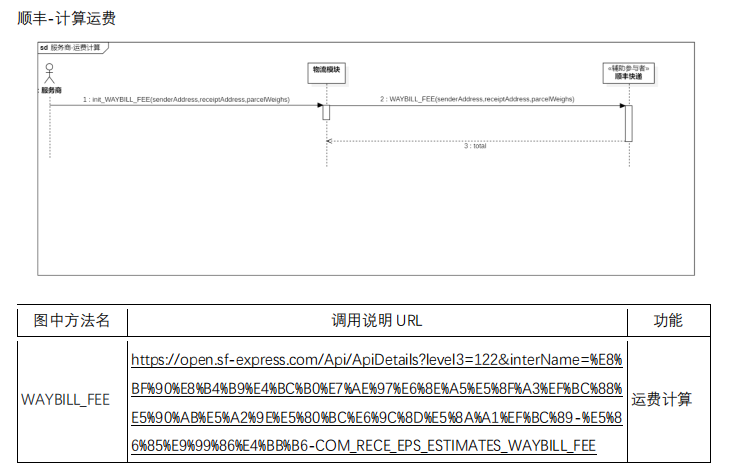 顺丰-计算运费
sd 服务商-运费计算
物流模块
«辅助参与者»
顺丰快递
: 服务商
1 : init_WAYBILL_FEE(senderAddress,receiptAddress,parcelWeighs)
2 : WAYBILL_FEE(senderAddress,receiptAddress,parcelWeighs)
3 : total
图中方法名 调用说明 URL 功能
https://open.sf-express.com/Api/ApiDetails?level3=122&interName=%E8%
BF%90%E8%B4%B9%E4%BC%B0%E7%AE%97%E6%8E%A5%E5%8F%A3%EF%BC%88%
WAYBILL_FEE E5%90%AB%E5%A2%9E%E5%80%BC%E6%9C%8D%E5%8A%A1%EF%BC%89-%E5%8 运费计算
6%85%E9%99%86%E4%BB%B6-COM_RECE_EPS_ESTIMATES_WAYBILL_FEE